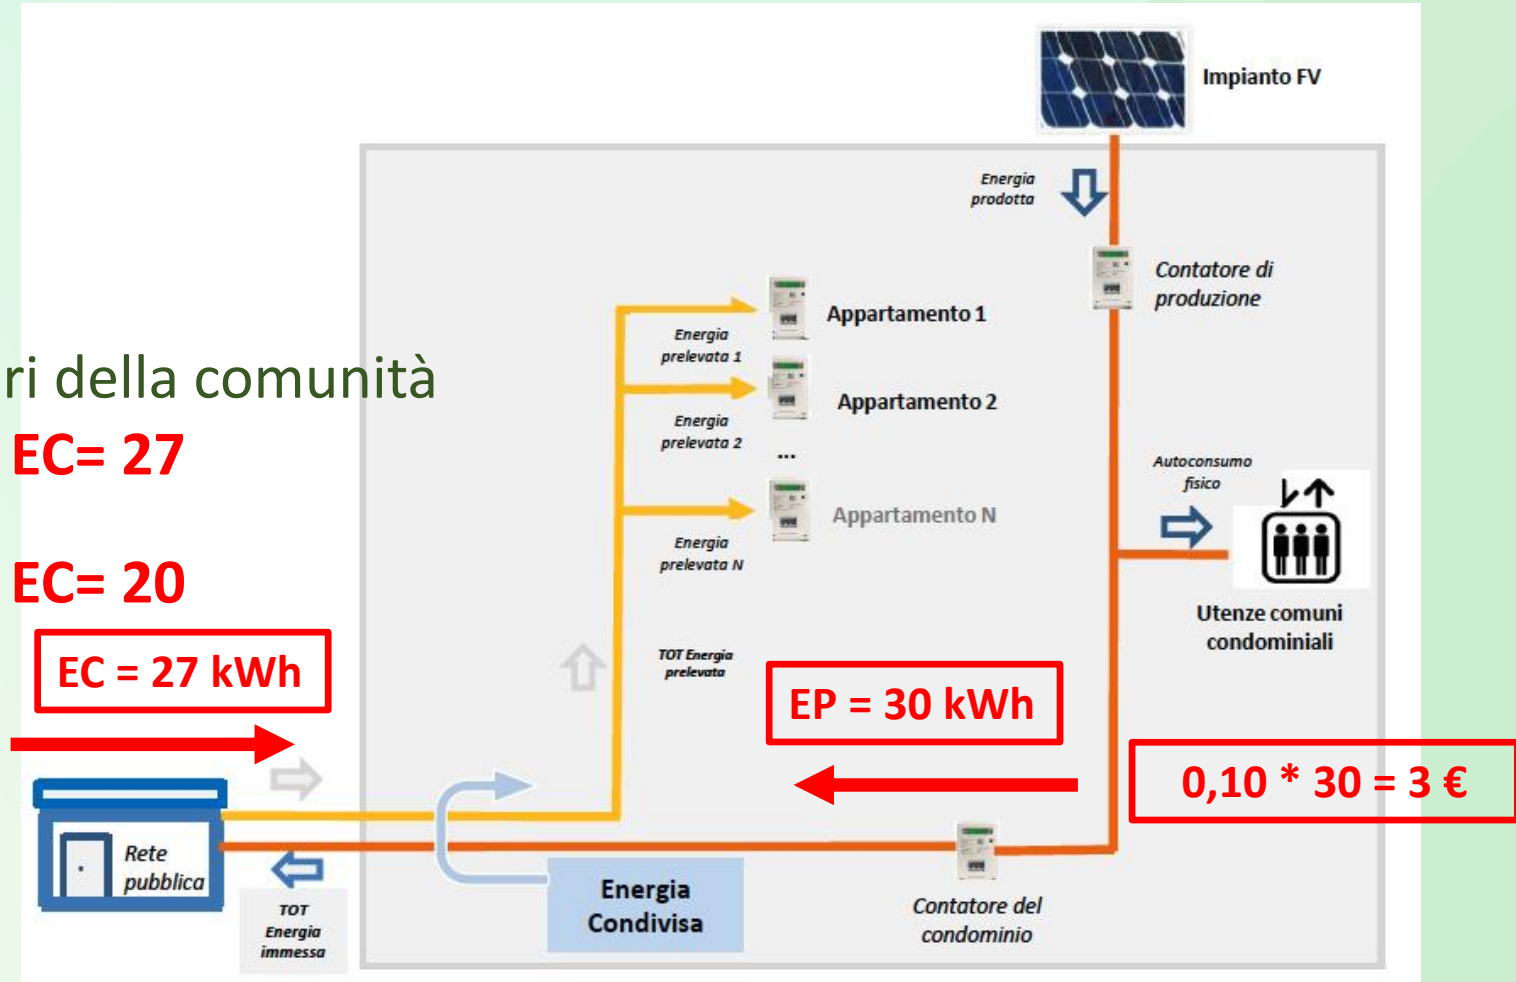 Impianto FV
Energia
prodotta
Contatore di
produzione
Appartamento 1
Energia
prelevata 1
ri della comunità
Appartamento 2
EC= 27
Energia
prelevata 2
...
Autoconsumo
fisico
Appartamento N
Energia
prelevata N
EC= 20
Utenze comuni
condominiali
EC = 27 kWh
TOT Energia
prelevata
EP = 30 kWh
0,10 * 30 = 3 €
Rete
pubblica
Energia
Condivisa
Contatore del
condominio
TOT
Energia
immessa